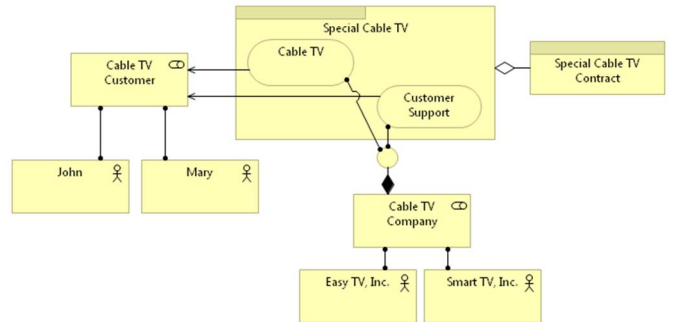 Special Cable TV
Cable TV
Cable TV
Customer
Special Cable TV
Contract
Customer
Support
John
Mary
Cable TV
Company
Easy TV, Inc.
Smart TV, Inc.